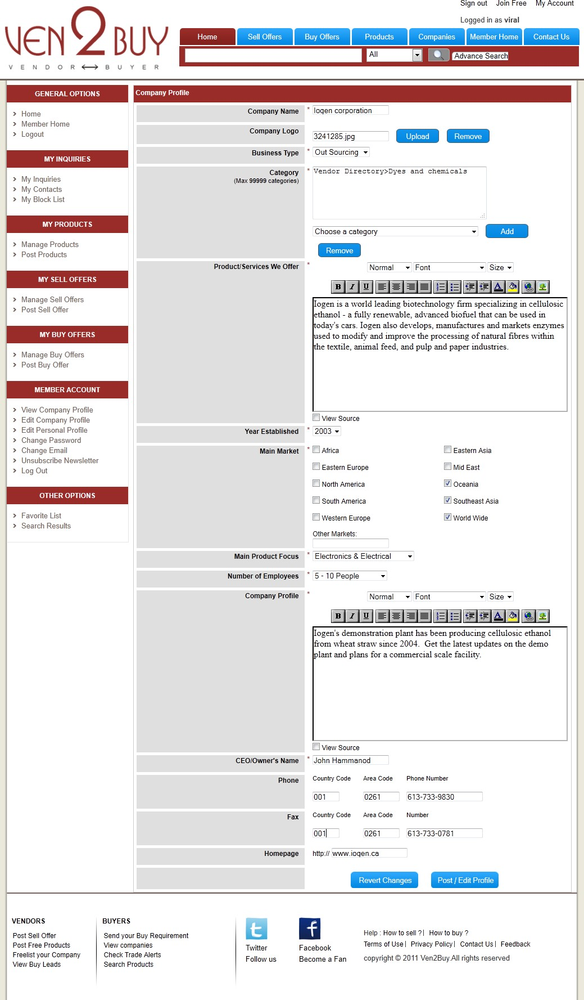 Sign out Join Free My Account
Logged in as viral
VEN2BUY
VENDOR BUYER
Home Sell Offers Buy Offers Products Companies Member Home Contact Us
All Advance Search
GENERAL OPTIONS
Home
Member Home
Logout
MY INQUIRIES
My Inquiries
My Contacts
My Block List
MY PRODUCTS
Manage Products
Post Products
MY SELL OFFERS
Manage Sell Offers
Post Sell Offer
MY BUY OFFERS
Manage Buy Offers
Post Buy Offer
MEMBER ACCOUNT
View Company Profile
Edit Company Profile
Edit Personal Profile
Change Password
Change Email
Unsubscribe Newsletter
Log Out
OTHER OPTIONS
Favorite List
Search Results
Company Profile
Company Name * Iogen corporation
Company Logo 3241285.jpg Upload Remove
Business Type * Out Sourcing
Category * Vendor Directory>Dyes and chemicals
(Max 99999 categories)
Choose a category Add
Remove
Product/Services We Offer * Normal Font Size
B I U
Iogen is a world leading biotechnology firm specializing in cellulosic
ethanol - a fully renewable, advanced biofuel that can be used in
today's cars. Iogen also develops, manufactures and markets enzymes
used to modify and improve the processing of natural fibres within
the textile, animal feed, and pulp and paper industries.
View Source
Year Established * 2003
Main Market * Africa Eastern Asia
Eastern Europe Mid East
North America Oceania
South America Southeast Asia
Western Europe World Wide
Other Markets:
Main Product Focus * Electronics & Electrical
Number of Employees * 5 - 10 People
Company Profile * Normal Font Size
B I U
Iogen's demonstration plant has been producing cellulosic ethanol
from wheat straw since 2004. Get the latest updates on the demo
plant and plans for a commercial scale facility.
View Source
CEO/Owner's Name * John Hammanod
Phone Country Code Area Code Phone Number
001 0261 613-733-9830
Fax Country Code Area Code Number
001 0261 613-733-0781
Homepage http:// www.iogen.ca
Revert Changes Post / Edit Profile
VENDORS
Post Sell Offer
Post Free Products
Freelist your Company
View Buy Leads
BUYERS
Send your Buy Requirement
View companies
Check Trade Alerts
Search Products
Twitter
Follow us
Facebook
Become a Fan
Help : How to sell ? | How to buy ?
Terms of Use | Privacy Policy | Contact Us | Feedback
copyright © 2011 Ven2Buy.All rights reserved